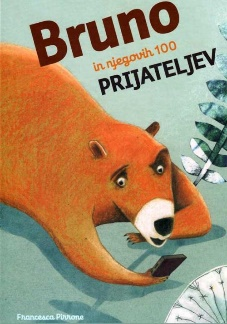 Bruno
in njegovih 100
PRIJATELJEV
Francesca Pirrone